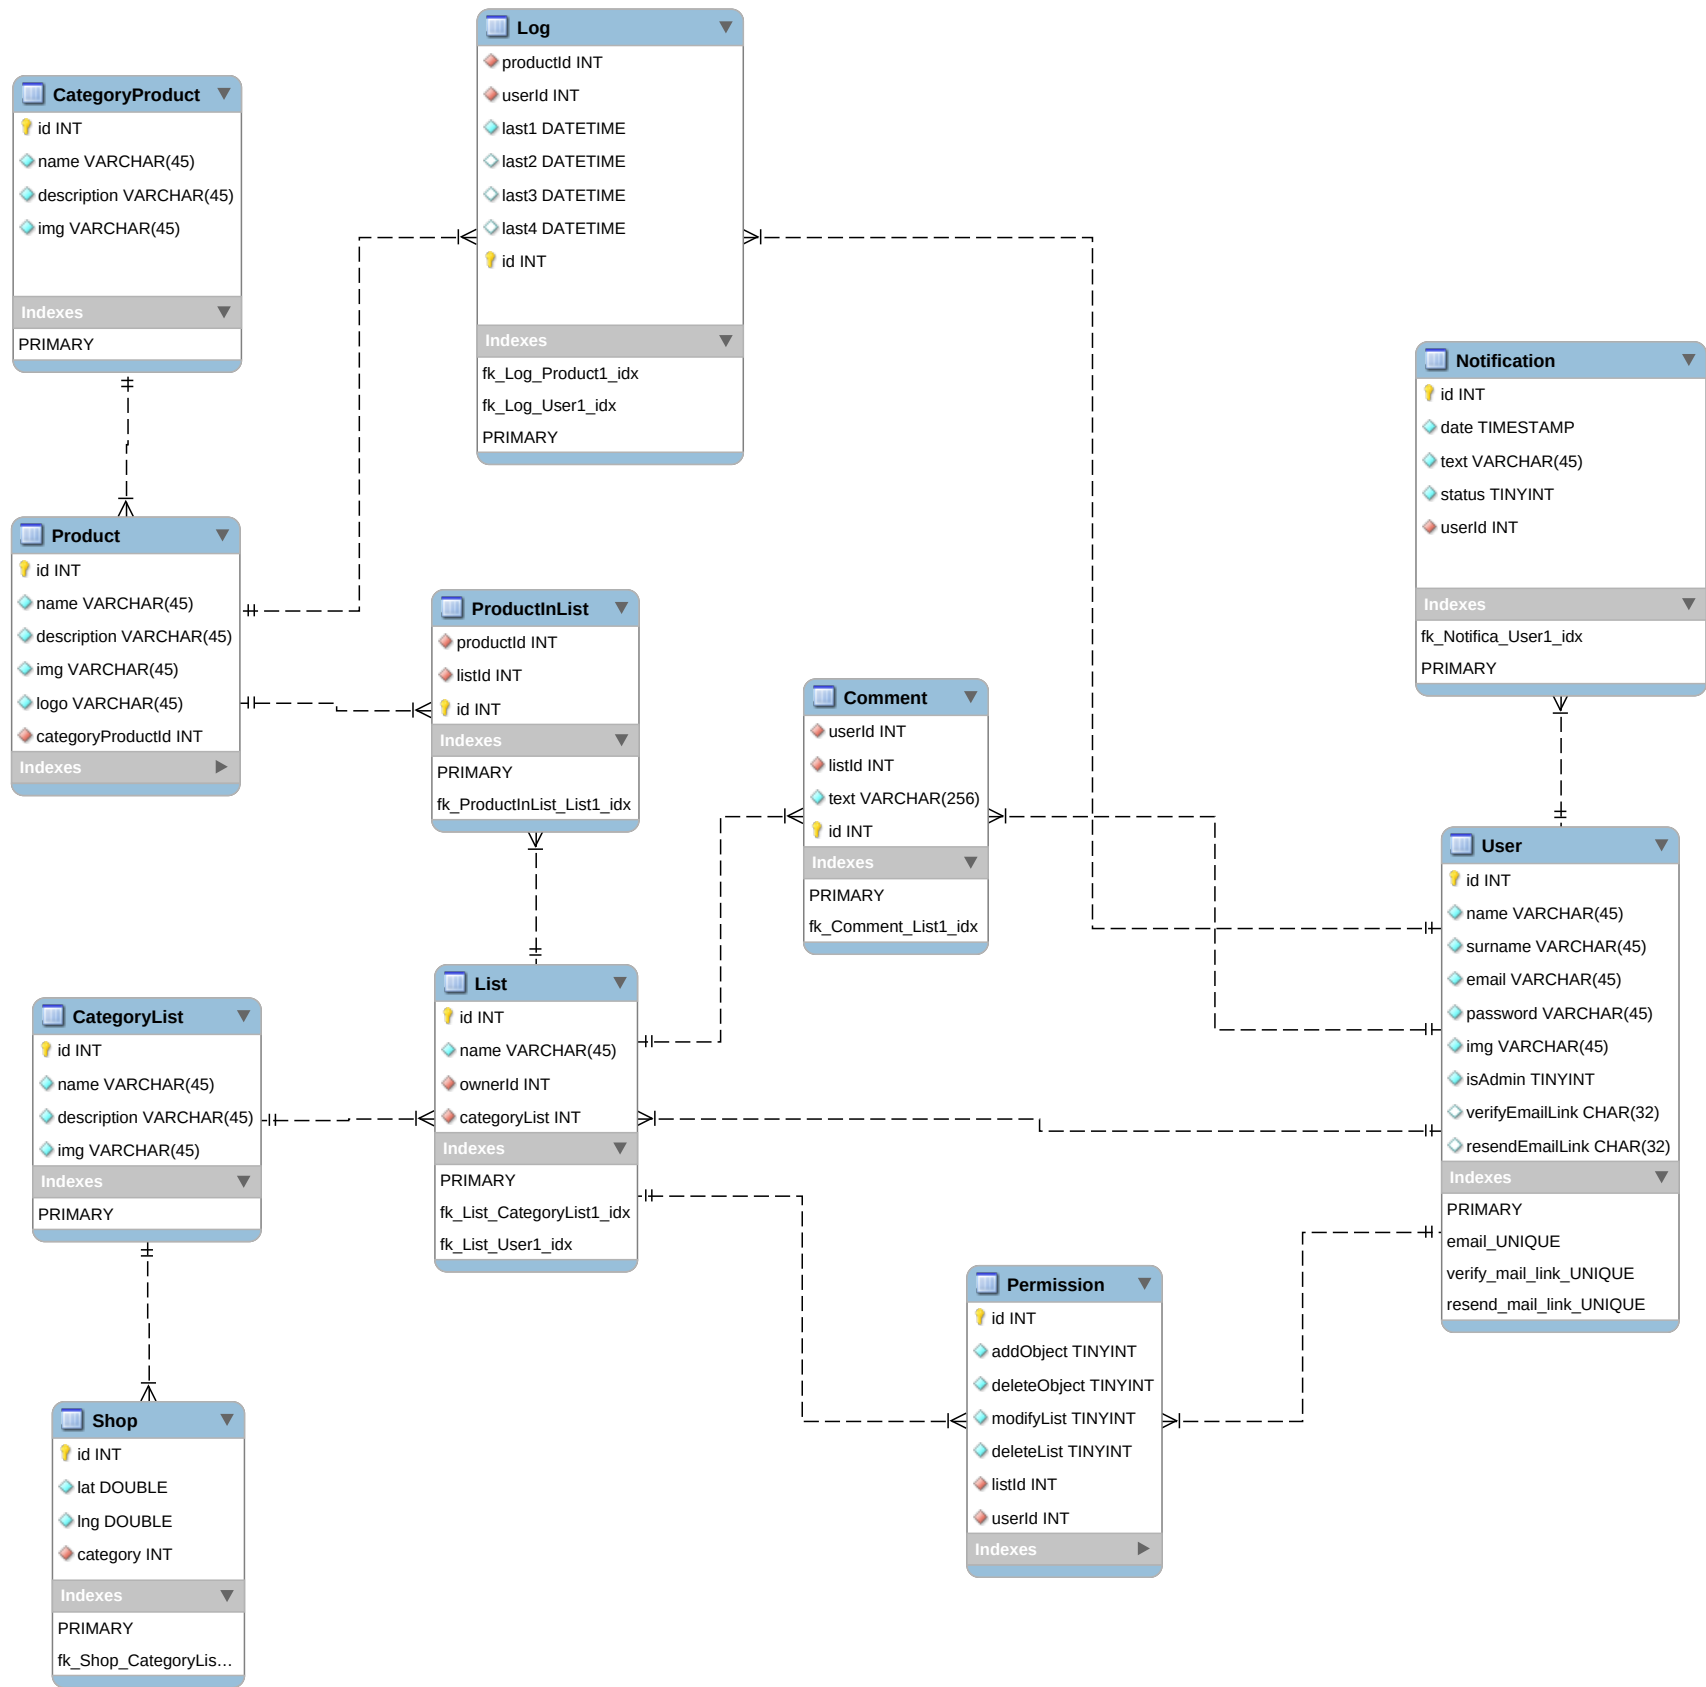 Log
productId INT
userId INT
last1 DATETIME
last2 DATETIME
last3 DATETIME
last4 DATETIME
id INT
Indexes
fk_Log_Product1_idx
fk_Log_User1_idx
PRIMARY
CategoryProduct
id INT
name VARCHAR(45)
description VARCHAR(45)
img VARCHAR(45)
Indexes
PRIMARY
Notification
id INT
date TIMESTAMP
text VARCHAR(45)
status TINYINT
userId INT
Indexes
fk_Notifica_User1_idx
PRIMARY
Product
id INT
name VARCHAR(45)
description VARCHAR(45)
img VARCHAR(45)
logo VARCHAR(45)
categoryProductId INT
Indexes
ProductInList
productId INT
listId INT
id INT
Indexes
PRIMARY
fk_ProductInList_List1_idx
Comment
userId INT
listId INT
text VARCHAR(256)
id INT
Indexes
PRIMARY
fk_Comment_List1_idx
User
id INT
name VARCHAR(45)
surname VARCHAR(45)
email VARCHAR(45)
password VARCHAR(45)
img VARCHAR(45)
isAdmin TINYINT
verifyEmailLink CHAR(32)
resendEmailLink CHAR(32)
Indexes
PRIMARY
email_UNIQUE
verify_mail_link_UNIQUE
resend_mail_link_UNIQUE
List
id INT
name VARCHAR(45)
ownerId INT
categoryList INT
Indexes
PRIMARY
fk_List_CategoryList1_idx
fk_List_User1_idx
CategoryList
id INT
name VARCHAR(45)
description VARCHAR(45)
img VARCHAR(45)
Indexes
PRIMARY
Permission
id INT
addObject TINYINT
deleteObject TINYINT
modifyList TINYINT
deleteList TINYINT
listId INT
userId INT
Indexes
Shop
id INT
lat DOUBLE
lng DOUBLE
category INT
Indexes
PRIMARY
fk_Shop_CategoryLis...